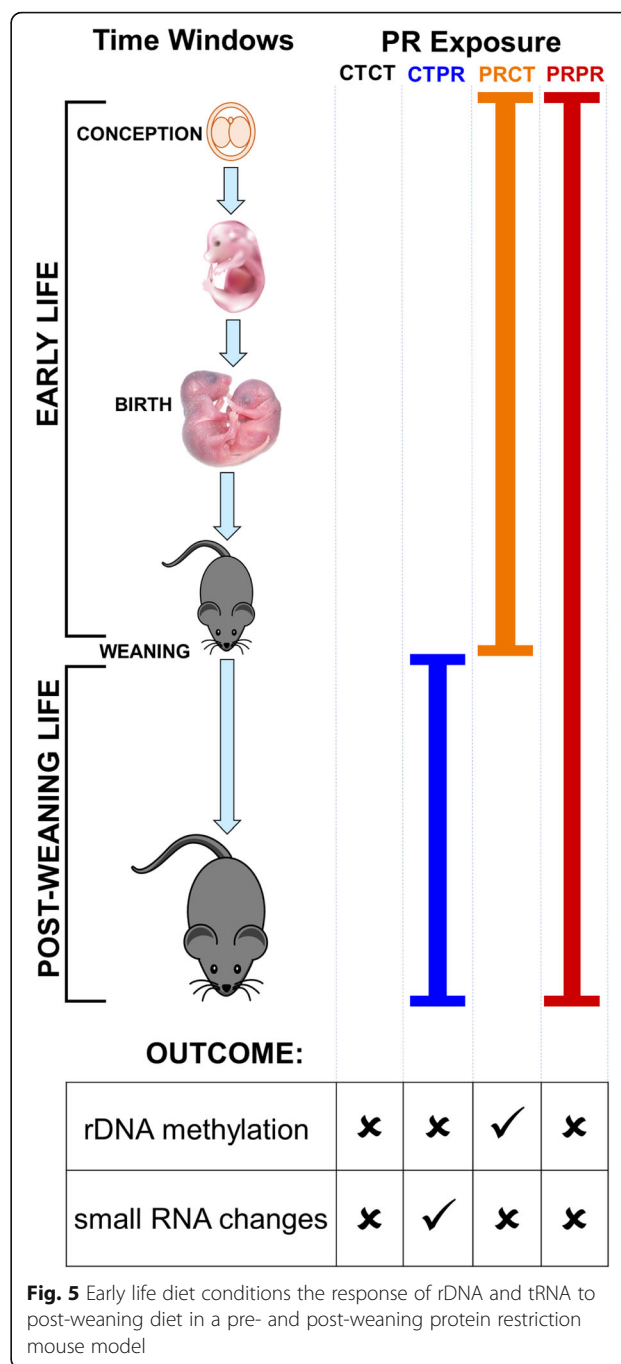 Time Windows
PR Exposure
CTCT CTPR PRCT PRPR
EARLY LIFE
CONCEPTION
BIRTH
WEANING
POST-WEANING LIFE
OUTCOME:
rDNA methylation ✘ ✘ ✓ ✘
small RNA changes ✘ ✓ ✘ ✘
Fig. 5 Early life diet conditions the response of rDNA and tRNA to
post-weaning diet in a pre- and post-weaning protein restriction
mouse model